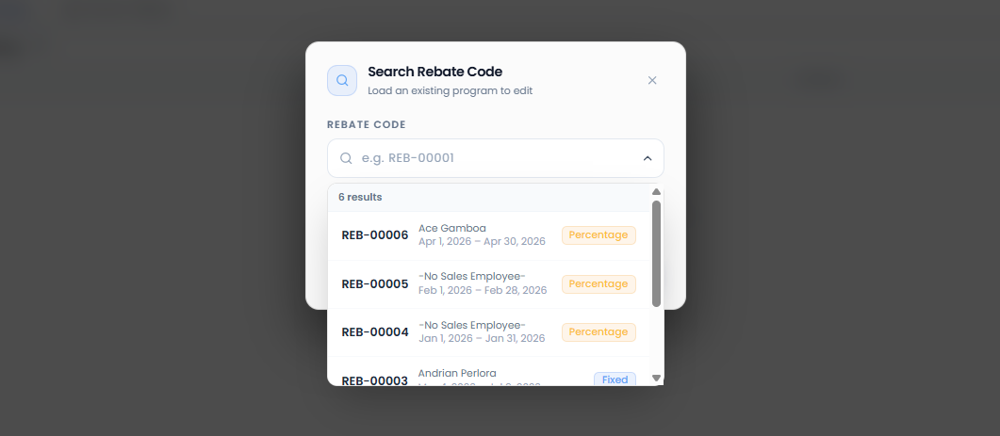 Search Rebate Code
Load an existing program to edit
REBATE CODE
e.g. REB-00001
6 results
REB-00006
Ace Gamboa
Apr 1, 2026 – Apr 30, 2026
Percentage
REB-00005
-No Sales Employee-
Feb 1, 2026 – Feb 28, 2026
Percentage
REB-00004
-No Sales Employee-
Jan 1, 2026 – Jan 31, 2026
Percentage
REB-00003
Andrian Perlora
Fixed